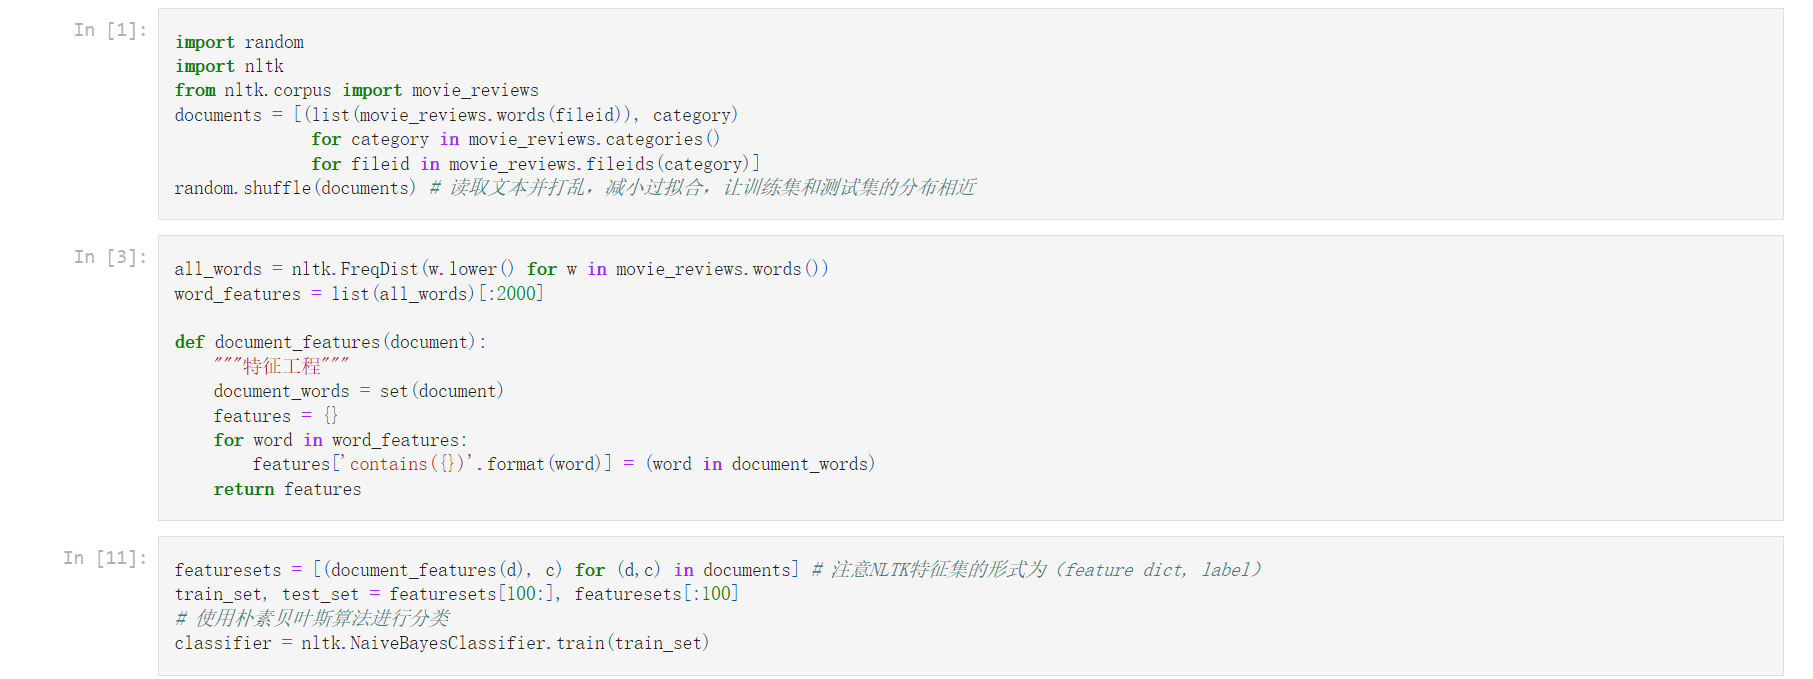 In [1]:
import random
import nltk
from nltk.corpus import movie_reviews
documents = [(list(movie_reviews.words(fileid)), category)
for category in movie_reviews.categories()
for fileid in movie_reviews.fileids(category)]
random.shuffle(documents) # 读取文本并打乱，减小过拟合，让训练集和测试集的分布相近
In [3]:
all_words = nltk.FreqDist(w.lower() for w in movie_reviews.words())
word_features = list(all_words)[:2000]
def document_features(document):
"""特征工程"""
document_words = set(document)
features = {}
for word in word_features:
features['contains({})'.format(word)] = (word in document_words)
return features
In [11]:
featuresets = [(document_features(d), c) for (d,c) in documents] # 注意NLTK特征集的形式为（feature dict, label）
train_set, test_set = featuresets[100:], featuresets[:100]
# 使用朴素贝叶斯算法进行分类
classifier = nltk.NaiveBayesClassifier.train(train_set)